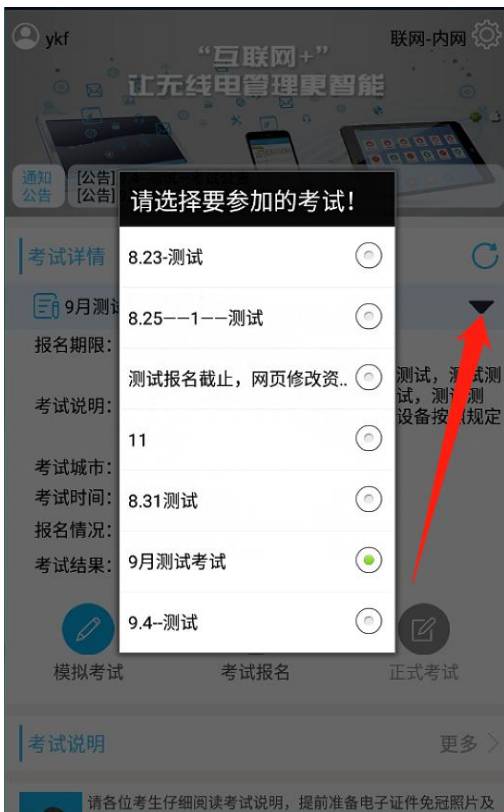 ykf
联网-内网
“互联网+”
让无线电管理更智能
通知
公告
[公告]
[公告]
请选择要参加的考试！
考试详情
8.23-测试
9月测试
8.25--1--测试
报名期限：
测试报名截止，网页修改资..
测试，测试测
试，测试测
设备按照规定
考试说明：
11
考试城市：
考试时间：
8.31测试
报名情况：
考试结果：
9月测试考试
9.4--测试
模拟考试
考试报名
正式考试
考试说明
更多
请各位考生仔细阅读考试说明，提前准备电子证件免冠照片及